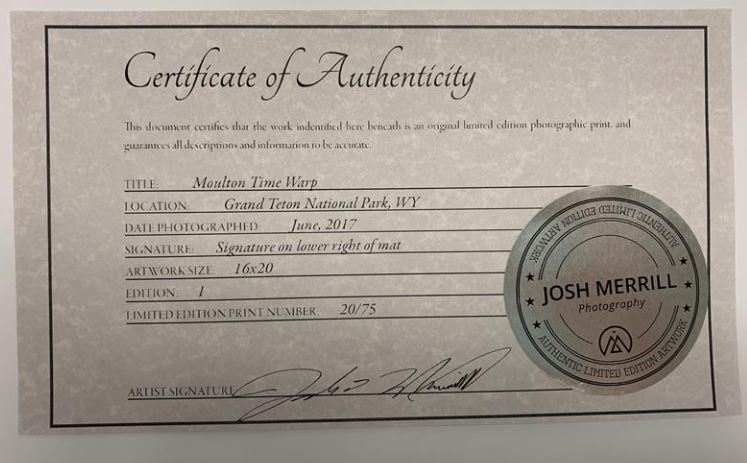 Certificate of Authenticity
This document certifies that the work indentified here beneath is an original limited edition photographic print, and
guarantees all descriptions and information to be accurate.
TITLE: Moulton Time Warp
LOCATION: Grand Teton National Park, WY
DATE PHOTOGRAPHED: June, 2017
SIGNATURE: Signature on lower right of mat
ARTWORK SIZE: 16x20
EDITION: 1
LIMITED EDITION PRINT NUMBER: 20/75
ARTIST SIGNATURE
AUTHENTIC LIMITED EDITION ARTWORK
JOSH MERRILL
Photography
AUTHENTIC LIMITED EDITION ARTWORK